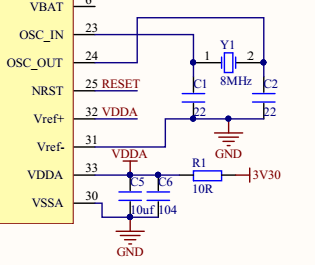 VBAT 6
OSC_IN 23
OSC_OUT 24
NRST 25 RESET
Vref+ 32 VDDA
Vref- 31
VDDA 33
VSSA 30
1 Y1 2
8MHz
C1 C2
22 22
GND
VDDA
R1
10R
3V30
C5 C6
10uf 104
GND